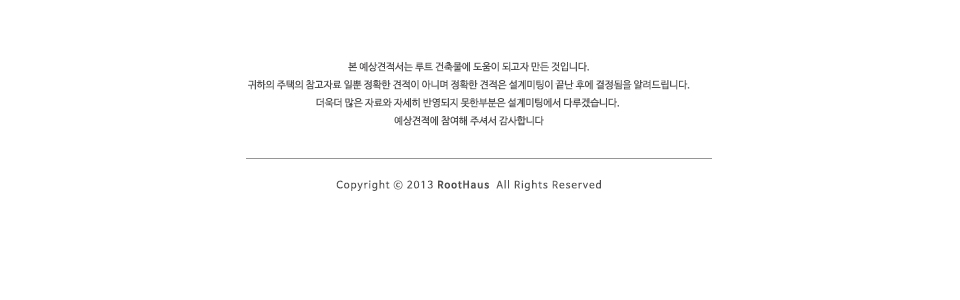 본 예상견적서는 루트 건축물에 도움이 되고자 만든 것입니다.
귀하의 주택의 참고자료 일뿐 정확한 견적이 아니며 정확한 견적은 설계미팅이 끝난 후에 결정됨을 알려드립니다.
더욱더 많은 자료와 자세히 반영되지 못한부분은 설계미팅에서 다루겠습니다.
예상견적에 참여해 주셔서 감사합니다
Copyright ⓒ 2013 RootHaus All Rights Reserved